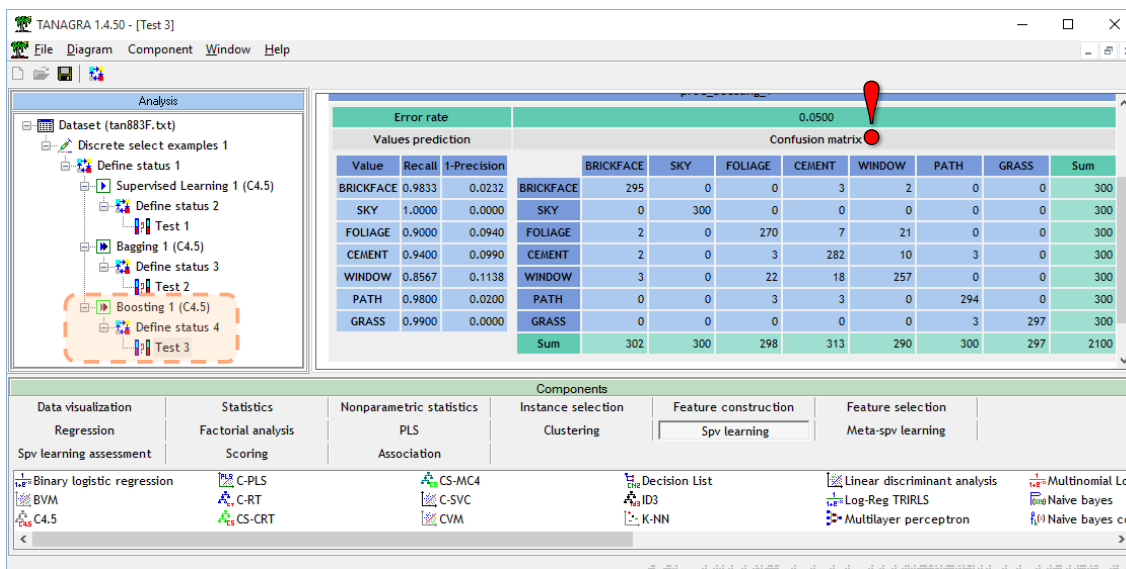 TANAGRA 1.4.50 - [Test 3]
File Diagram Component Window Help
Analysis
Dataset (tan883F.txt)
Discrete select examples 1
Define status 1
Supervised Learning 1 (C4.5)
Define status 2
Test 1
Bagging 1 (C4.5)
Define status 3
Test 2
Boosting 1 (C4.5)
Define status 4
Test 3
Error rate 0.0500
Values prediction Confusion matrix
Value Recall 1-Precision BRICKFACE SKY FOLIAGE CEMENT WINDOW PATH GRASS Sum
BRICKFACE 0.9833 0.0232 BRICKFACE 295 0 0 3 2 0 0 300
SKY 1.0000 0.0000 SKY 0 300 0 0 0 0 0 300
FOLIAGE 0.9000 0.0940 FOLIAGE 2 0 270 7 21 0 0 300
CEMENT 0.9400 0.0990 CEMENT 2 0 3 282 10 3 0 300
WINDOW 0.8567 0.1138 WINDOW 3 0 22 18 257 0 0 300
PATH 0.9800 0.0200 PATH 0 0 3 3 0 294 0 300
GRASS 0.9900 0.0000 GRASS 0 0 0 0 0 3 297 300
Sum 302 300 298 313 290 300 297 2100
Components
Data visualization Statistics Nonparametric statistics Instance selection Feature construction Feature selection
Regression Factorial analysis PLS Clustering Spv learning Meta-spv learning
Spv learning assessment Scoring Association
Binary logistic regression C-PLS CS-MC4 Decision List Linear discriminant analysis Multinomial Lo
BVM C-RT C-SVC ID3 Log-Reg TRIRLS Naive bayes
C4.5 CS-CRT CVM K-NN Multilayer perceptron Naive bayes c